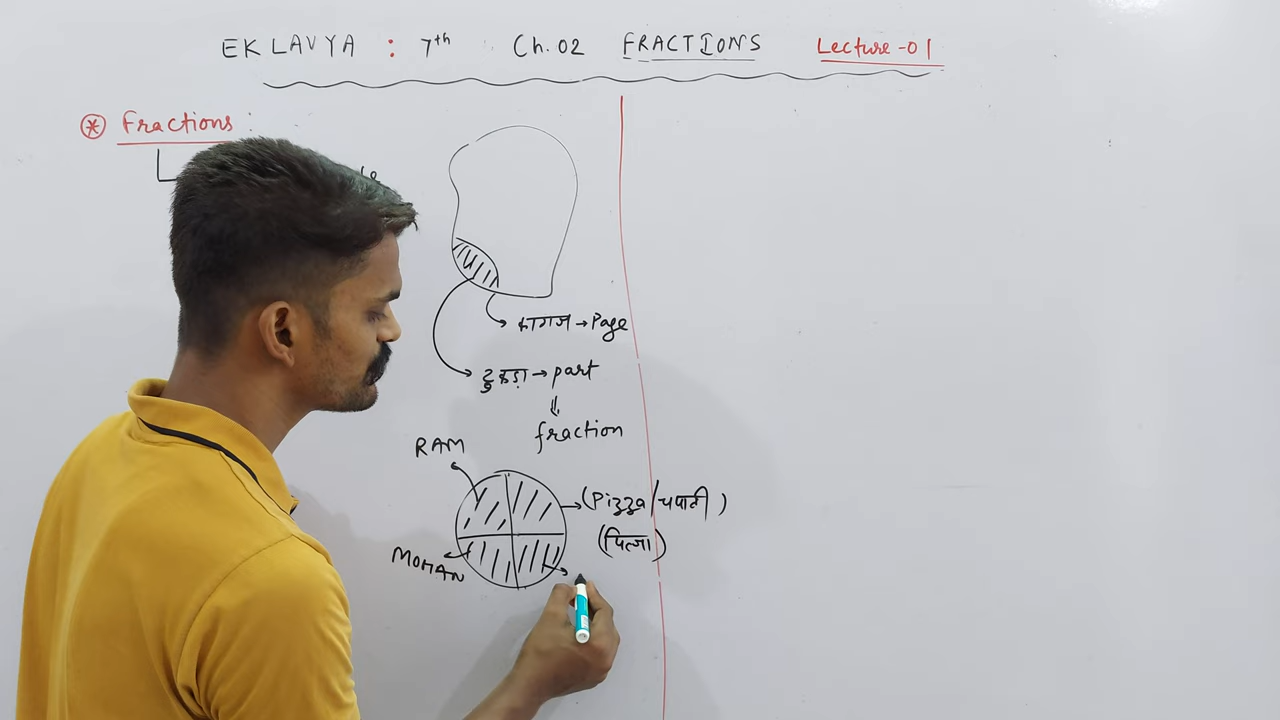 EKLAVYA : 7th Ch. 02 FRACTIONS Lecture-01
* Fractions :
कागज → Page
टुकड़ा → part
fraction
RAM
(Pizza/चपाती)
(पित्जा)
MOHAN